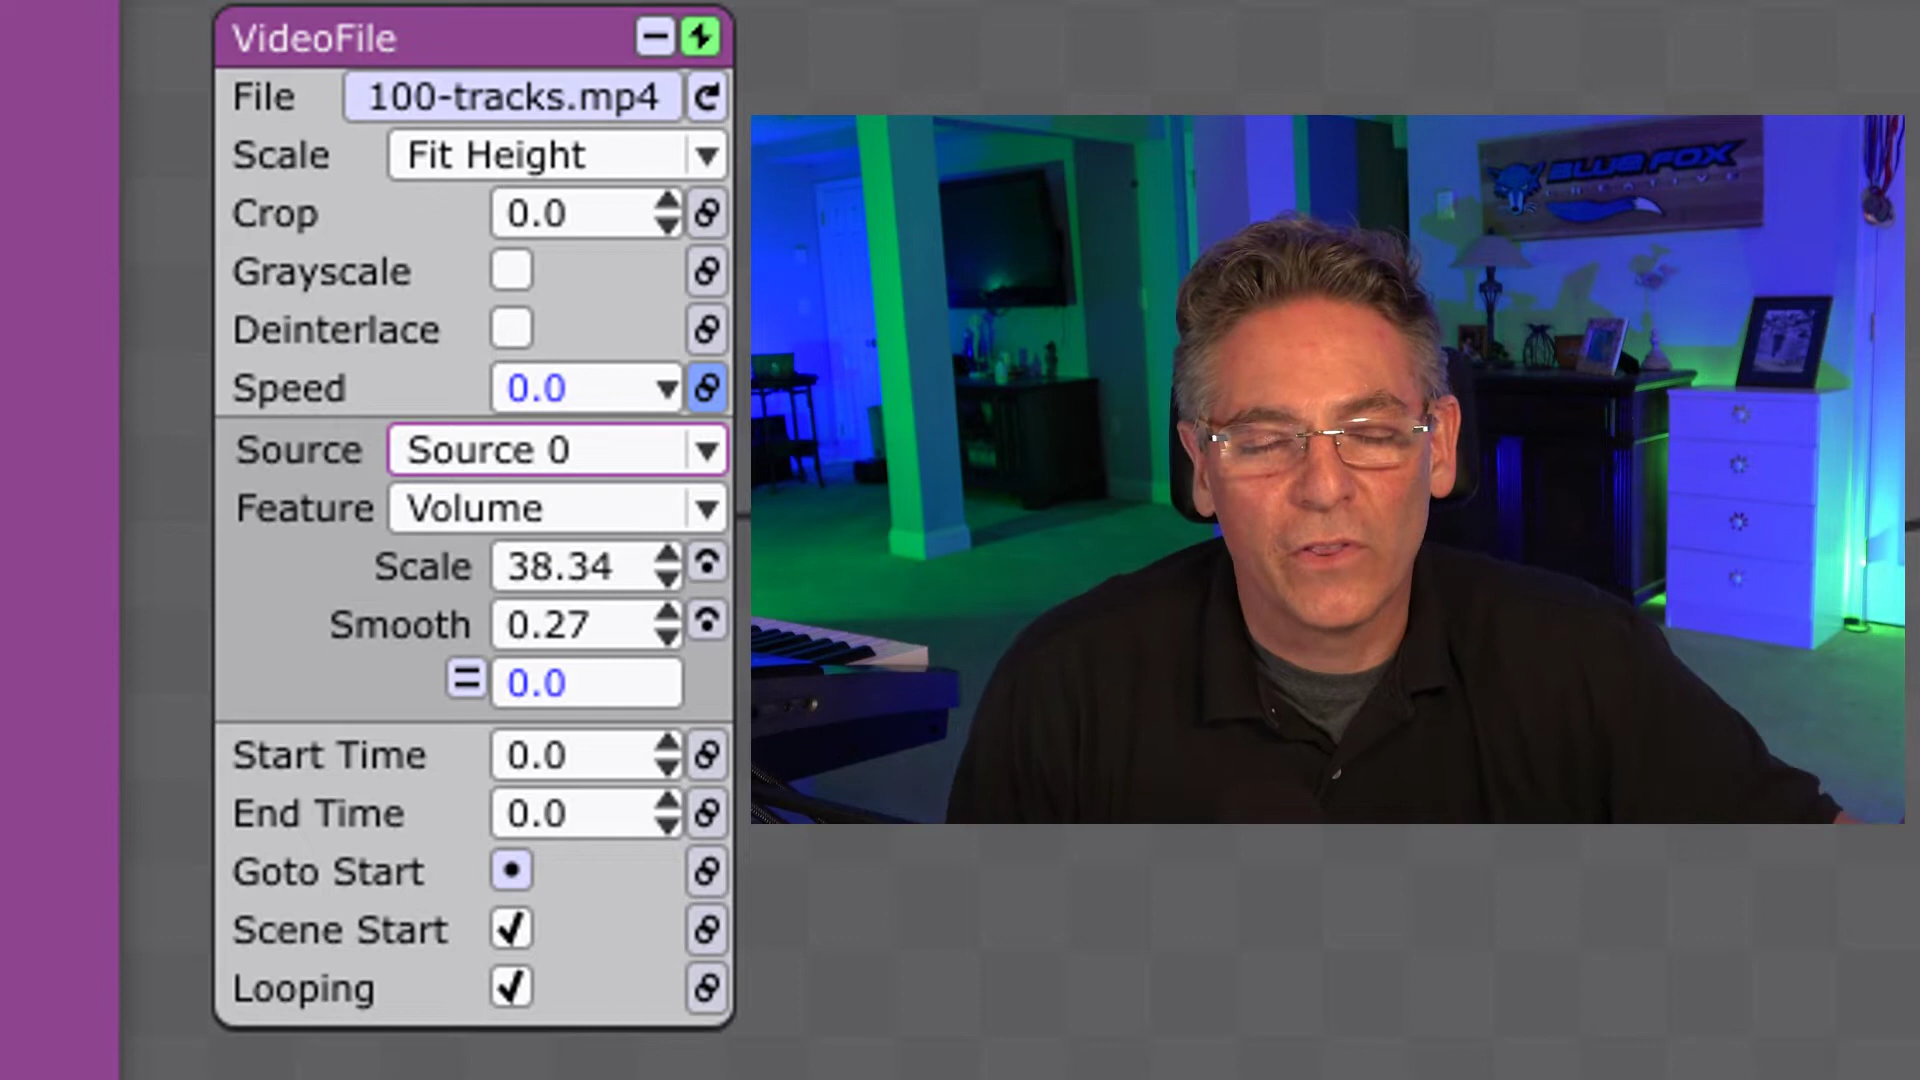 VideoFile
File 100-tracks.mp4
Scale Fit Height
Crop 0.0
Grayscale
Deinterlace
Speed 0.0
Source Source 0
Feature Volume
Scale 38.34
Smooth 0.27
= 0.0
Start Time 0.0
End Time 0.0
Goto Start
Scene Start
Looping
BLUE FOX
CREATIVE